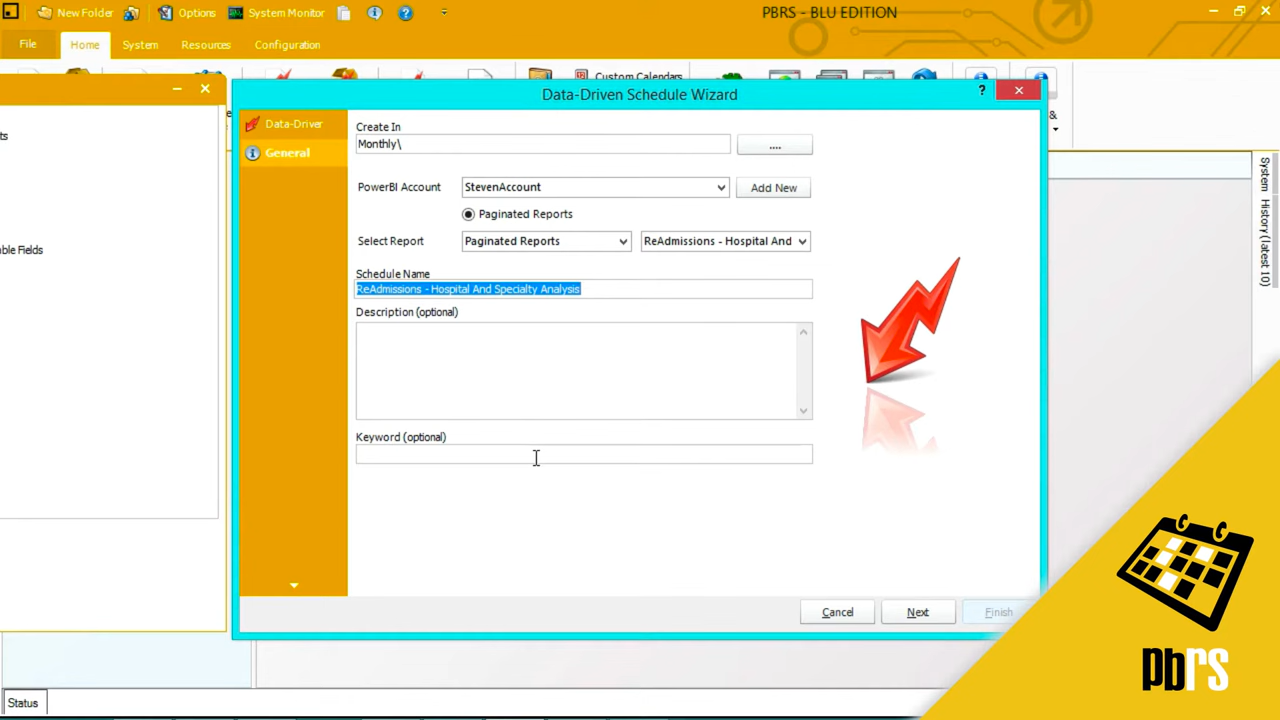 New Folder
Options
System Monitor
PBRS - BLU EDITION
File
Home
System
Resources
Configuration
Custom Calendars
Data-Driven Schedule Wizard
?
Data-Driver
General
Create In
Monthly\
....
PowerBI Account
StevenAccount
Add New
Paginated Reports
Select Report
Paginated Reports
ReAdmissions - Hospital And
Schedule Name
ReAdmissions - Hospital And Specialty Analysis
Description (optional)
Keyword (optional)
Cancel
Next
Finish
ts
ble Fields
&
System History (latest 10)
Status
pbrs